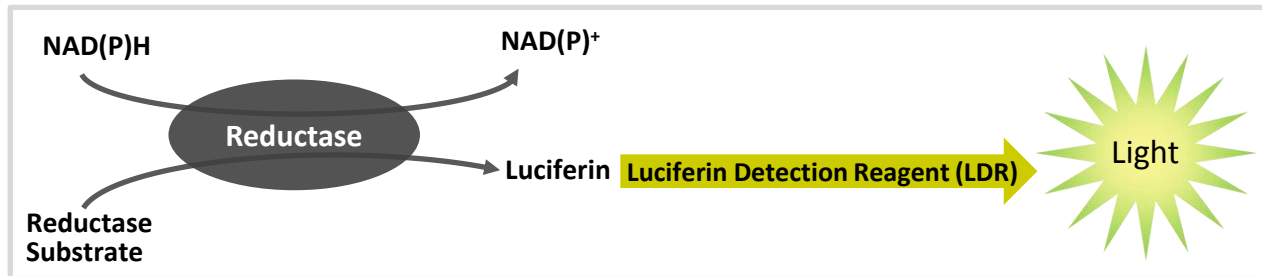 NAD(P)H
NAD(P)⁺
Reductase
Luciferin
Luciferin Detection Reagent (LDR)
Light
Reductase
Substrate